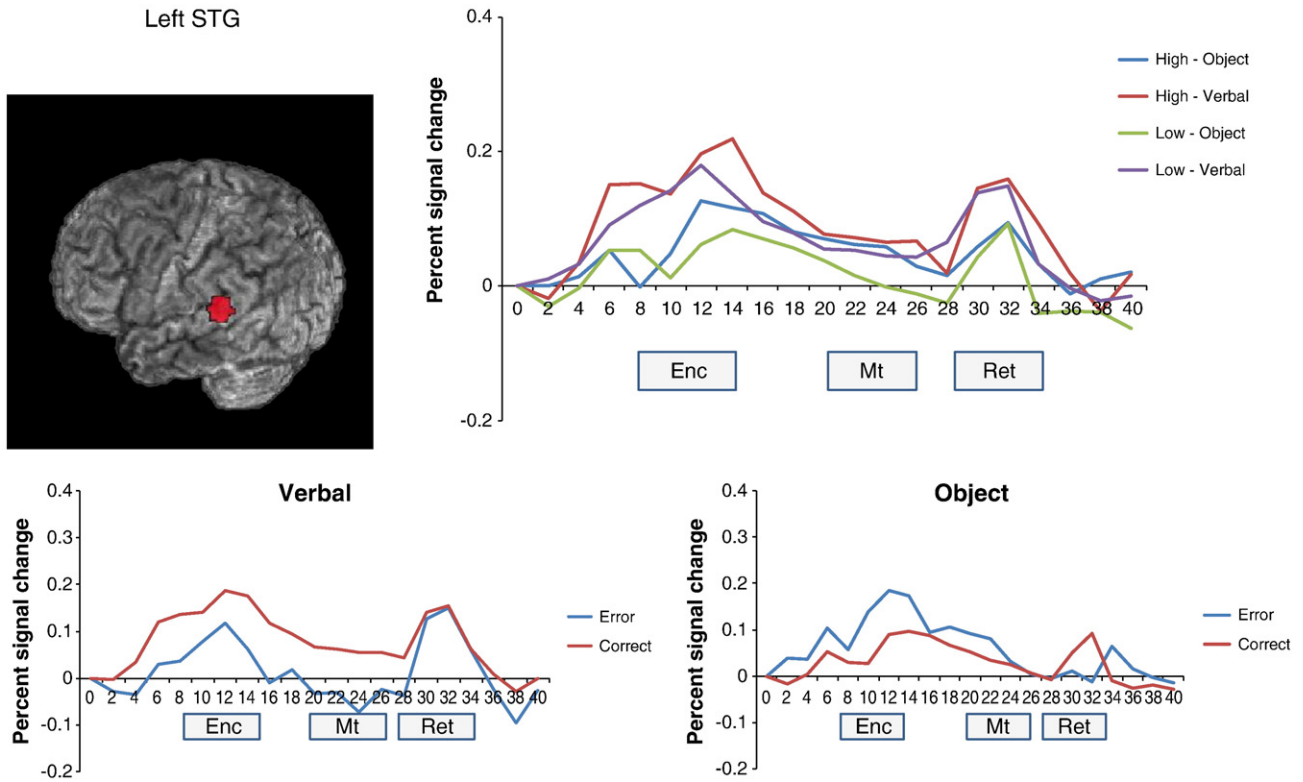 Left STG
Percent signal change
0.4
0.2
0
-0.2
0 2 4 6 8 10 12 14 16 18 20 22 24 26 28 30 32 34 36 38 40
Enc Mt Ret
High - Object
High - Verbal
Low - Object
Low - Verbal
Verbal
Percent signal change
0.4
0.3
0.2
0.1
0
-0.1
-0.2
0 2 4 6 8 10 12 14 16 18 20 22 24 26 28 30 32 34 36 38 40
Enc Mt Ret
Error
Correct
Object
Percent signal change
0.4
0.3
0.2
0.1
0
-0.1
-0.2
0 2 4 6 8 10 12 14 16 18 20 22 24 26 28 30 32 34 36 38 40
Enc Mt Ret
Error
Correct